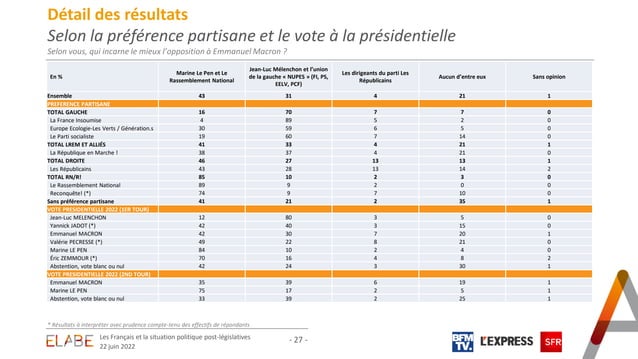 Détail des résultats
Selon la préférence partisane et le vote à la présidentielle
Selon vous, qui incarne le mieux l'opposition à Emmanuel Macron ?
En % Marine Le Pen et Le Rassemblement National Jean-Luc Mélenchon et l'union de la gauche « NUPES » (FI, PS, EELV, PCF) Les dirigeants du parti Les Républicains Aucun d'entre eux Sans opinion
Ensemble 43 31 4 21 1
PREFERENCE PARTISANE
TOTAL GAUCHE 16 70 7 7 0
La France Insoumise 4 89 5 2 0
Europe Ecologie-Les Verts / Génération.s 30 59 6 5 0
Le Parti socialiste 19 60 7 14 0
TOTAL LREM ET ALLIÉS 41 33 4 21 1
La République en Marche ! 38 37 4 21 0
TOTAL DROITE 46 27 13 13 1
Les Républicains 43 28 13 14 2
TOTAL RN/R! 85 10 2 3 0
Le Rassemblement National 89 9 2 0 0
Reconquête! (*) 74 9 7 10 0
Sans préférence partisane 41 21 2 35 1
VOTE PRESIDENTIELLE 2022 (1ER TOUR)
Jean-Luc MELENCHON 12 80 3 5 0
Yannick JADOT (*) 42 40 3 15 0
Emmanuel MACRON 42 30 7 20 1
Valérie PECRESSE (*) 49 22 8 21 0
Marine LE PEN 84 10 2 4 0
Éric ZEMMOUR (*) 70 16 4 8 2
Abstention, vote blanc ou nul 42 24 3 30 1
VOTE PRESIDENTIELLE 2022 (2ND TOUR)
Emmanuel MACRON 35 39 6 19 1
Marine LE PEN 75 17 2 5 1
Abstention, vote blanc ou nul 33 39 2 25 1
* Résultats à interpréter avec prudence compte-tenu des effectifs de répondants
ELABE
Les Français et la situation politique post-législatives
22 juin 2022
- 27 -
BFM TV.
L'EXPRESS
SFR